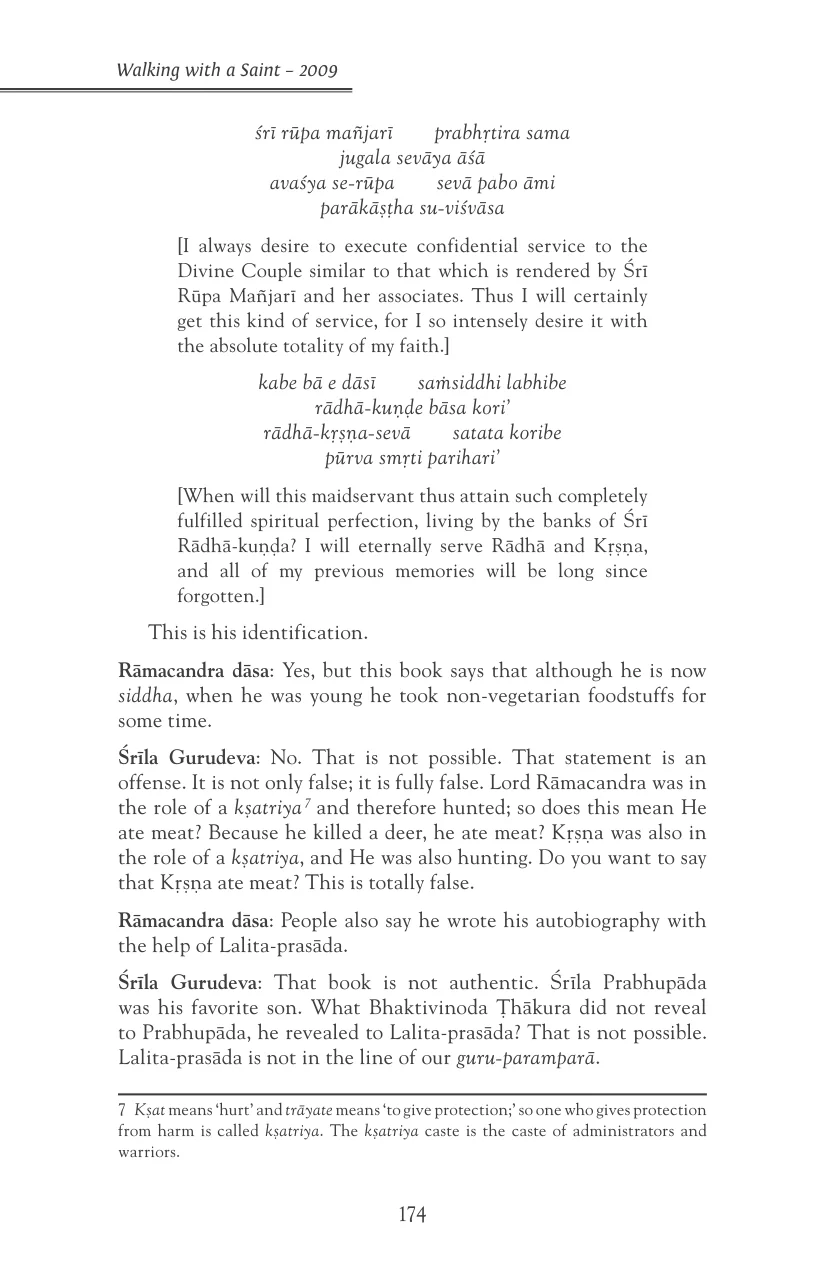 Walking with a Saint – 2009
śrī rūpa mañjarī prabhṛtira sama
jugala sevāya āśā
avaśya se-rūpa sevā pabo āmi
parākāṣṭha su-viśvāsa
[I always desire to execute confidential service to the
Divine Couple similar to that which is rendered by Śrī
Rūpa Mañjarī and her associates. Thus I will certainly
get this kind of service, for I so intensely desire it with
the absolute totality of my faith.]
kabe bā e dāsī saṁsiddhi labhibe
rādhā-kuṇḍe bāsa kori’
rādhā-kṛṣṇa-sevā satata koribe
pūrva smṛti parihari’
[When will this maidservant thus attain such completely
fulfilled spiritual perfection, living by the banks of Śrī
Rādhā-kuṇḍa? I will eternally serve Rādhā and Kṛṣṇa,
and all of my previous memories will be long since
forgotten.]
This is his identification.
Rāmacandra dāsa: Yes, but this book says that although he is now
siddha, when he was young he took non-vegetarian foodstuffs for
some time.
Śrīla Gurudeva: No. That is not possible. That statement is an
offense. It is not only false; it is fully false. Lord Rāmacandra was in
the role of a kṣatriya 7 and therefore hunted; so does this mean He
ate meat? Because he killed a deer, he ate meat? Kṛṣṇa was also in
the role of a kṣatriya, and He was also hunting. Do you want to say
that Kṛṣṇa ate meat? This is totally false.
Rāmacandra dāsa: People also say he wrote his autobiography with
the help of Lalita-prasāda.
Śrīla Gurudeva: That book is not authentic. Śrīla Prabhupāda
was his favorite son. What Bhaktivinoda Ṭhākura did not reveal
to Prabhupāda, he revealed to Lalita-prasāda? That is not possible.
Lalita-prasāda is not in the line of our guru-paramparā.
7 Kṣat means ‘hurt’ and trāyate means ‘to give protection;’ so one who gives protection
from harm is called kṣatriya. The kṣatriya caste is the caste of administrators and
warriors.
174